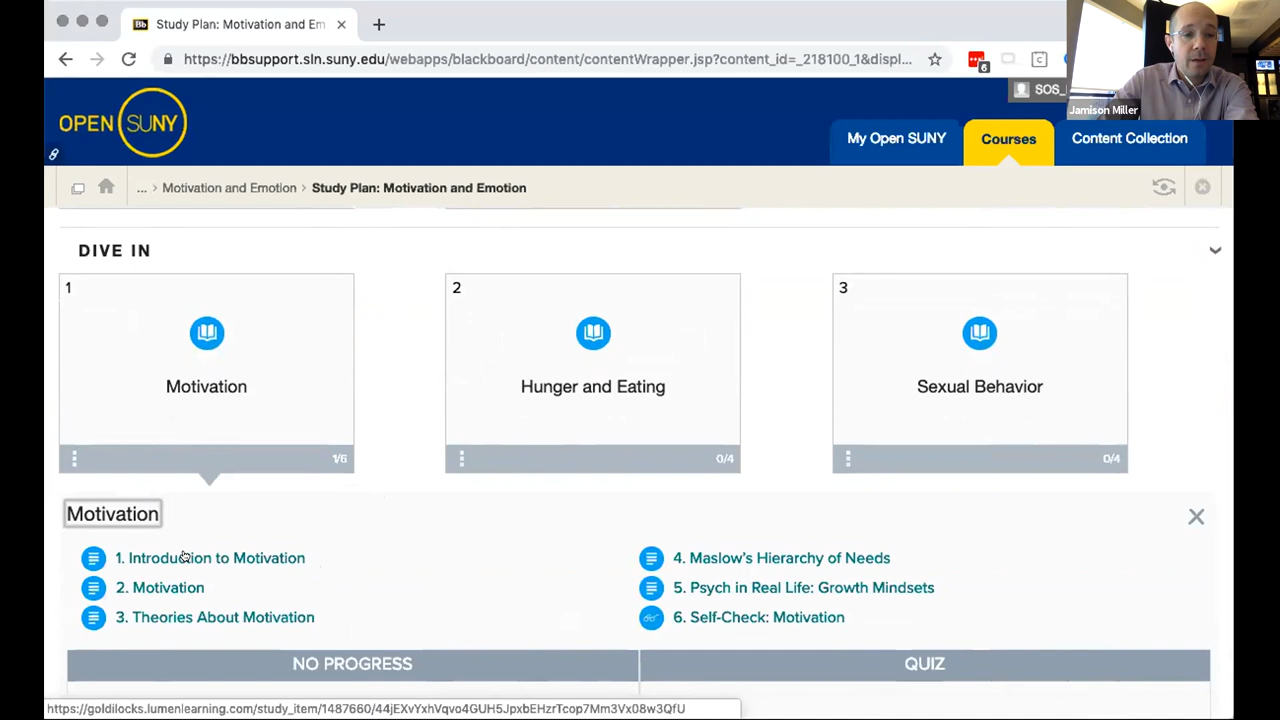 Bb Study Plan: Motivation and Em
https://bbsupport.sln.suny.edu/webapps/blackboard/content/contentWrapper.jsp?content_id=_218100_1&displ...
6
C
SOS_
Jamison Miller
OPEN SUNY
My Open SUNY
Courses
Content Collection
... > Motivation and Emotion > Study Plan: Motivation and Emotion
DIVE IN
1
2
3
Motivation
Hunger and Eating
Sexual Behavior
1/6
0/4
0/4
Motivation
1. Introduction to Motivation
2. Motivation
3. Theories About Motivation
4. Maslow's Hierarchy of Needs
5. Psych in Real Life: Growth Mindsets
6. Self-Check: Motivation
NO PROGRESS
QUIZ
https://goldilocks.lumenlearning.com/study_item/1487660/44jEXvYxhVqvo4GUH5JpxbEHzrTcop7Mm3Vx08w3QfU